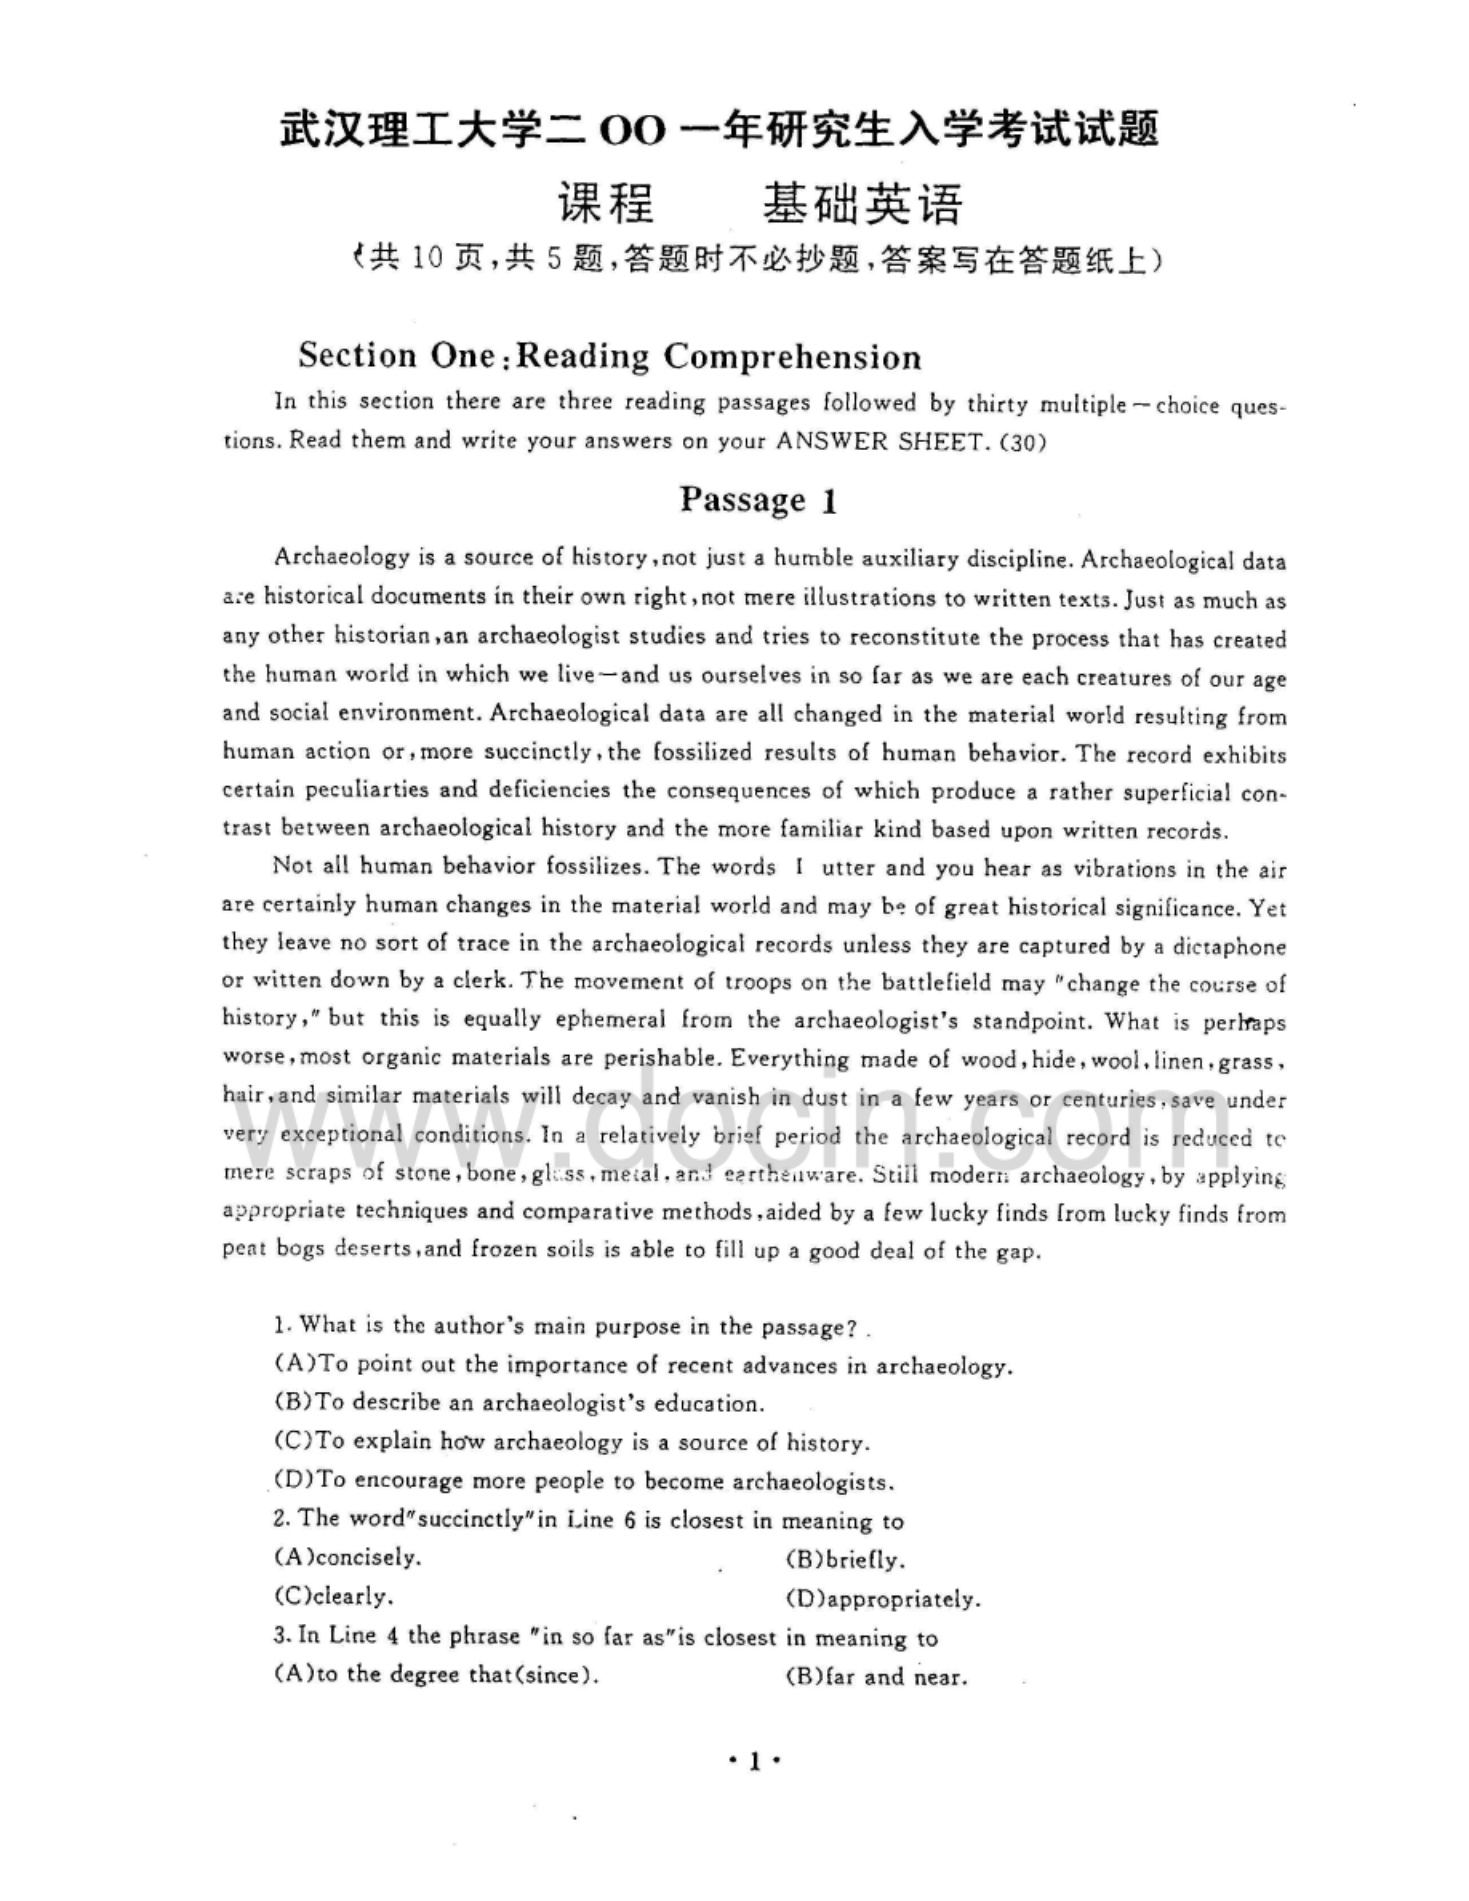 武汉理工大学二OO一年研究生入学考试试题
课程 基础英语
(共 10 页,共 5 题,答题时不必抄题,答案写在答题纸上)
Section One:Reading Comprehension
In this section there are three reading passages followed by thirty multiple—choice ques-
tions. Read them and write your answers on your ANSWER SHEET. (30)
Passage 1
Archaeology is a source of history,not just a humble auxiliary discipline. Archaeological data
are historical documents in their own right,not mere illustrations to written texts. Just as much as
any other historian,an archaeologist studies and tries to reconstitute the process that has created
the human world in which we live—and us ourselves in so far as we are each creatures of our age
and social environment. Archaeological data are all changed in the material world resulting from
human action or,more succinctly,the fossilized results of human behavior. The record exhibits
certain peculiarties and deficiencies the consequences of which produce a rather superficial con-
trast between archaeological history and the more familiar kind based upon written records.
Not all human behavior fossilizes. The words I utter and you hear as vibrations in the air
are certainly human changes in the material world and may be of great historical significance. Yet
they leave no sort of trace in the archaeological records unless they are captured by a dictaphone
or witten down by a clerk. The movement of troops on the battlefield may "change the course of
history," but this is equally ephemeral from the archaeologist's standpoint. What is perhaps
worse,most organic materials are perishable. Everything made of wood,hide,wool,linen,grass,
hair,and similar materials will decay and vanish in dust in a few years or centuries,save under
very exceptional conditions. In a relatively brief period the archaeological record is reduced to
mere scraps of stone,bone,glass,metal,and earthenware. Still modern archaeology,by applying
appropriate techniques and comparative methods,aided by a few lucky finds from lucky finds from
peat bogs deserts,and frozen soils is able to fill up a good deal of the gap.
www.docin.com
1. What is the author's main purpose in the passage?
(A)To point out the importance of recent advances in archaeology.
(B)To describe an archaeologist's education.
(C)To explain how archaeology is a source of history.
(D)To encourage more people to become archaeologists.
2. The word"succinctly"in Line 6 is closest in meaning to
(A)concisely. (B)briefly.
(C)clearly. (D)appropriately.
3. In Line 4 the phrase "in so far as"is closest in meaning to
(A)to the degree that(since). (B)far and near.
· 1 ·